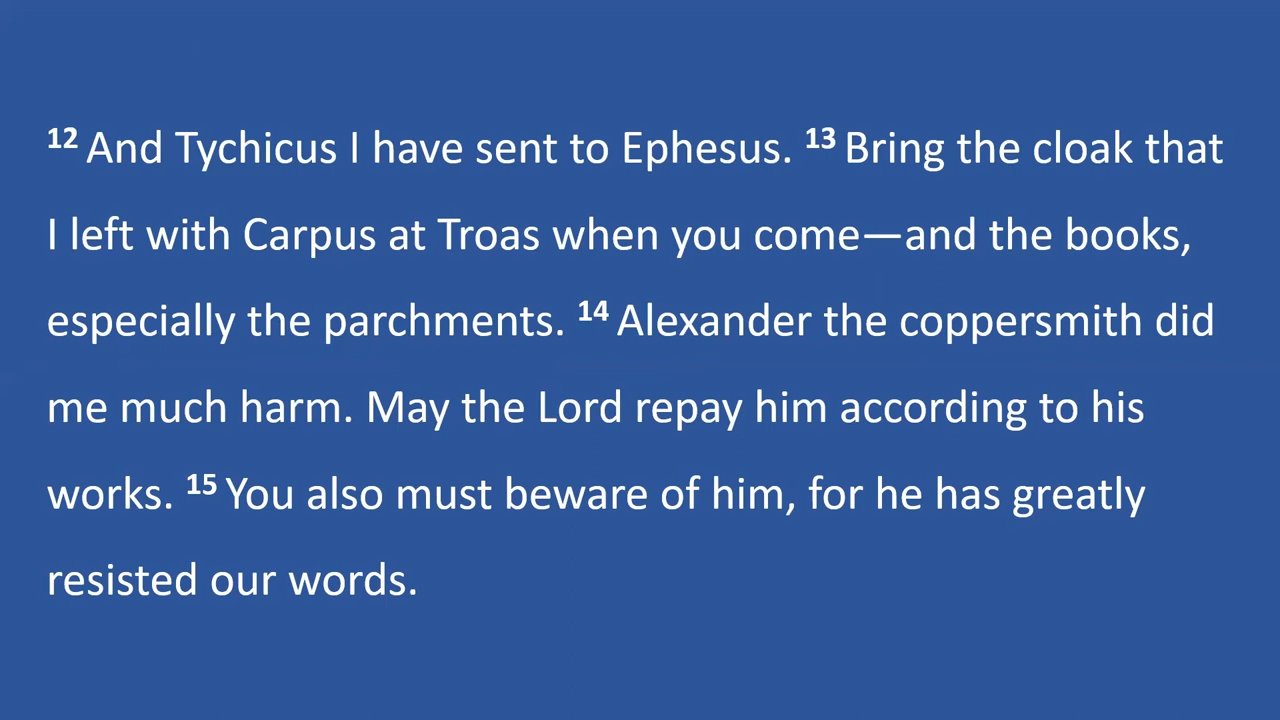 12 And Tychicus I have sent to Ephesus. 13 Bring the cloak that
I left with Carpus at Troas when you come—and the books,
especially the parchments. 14 Alexander the coppersmith did
me much harm. May the Lord repay him according to his
works. 15 You also must beware of him, for he has greatly
resisted our words.